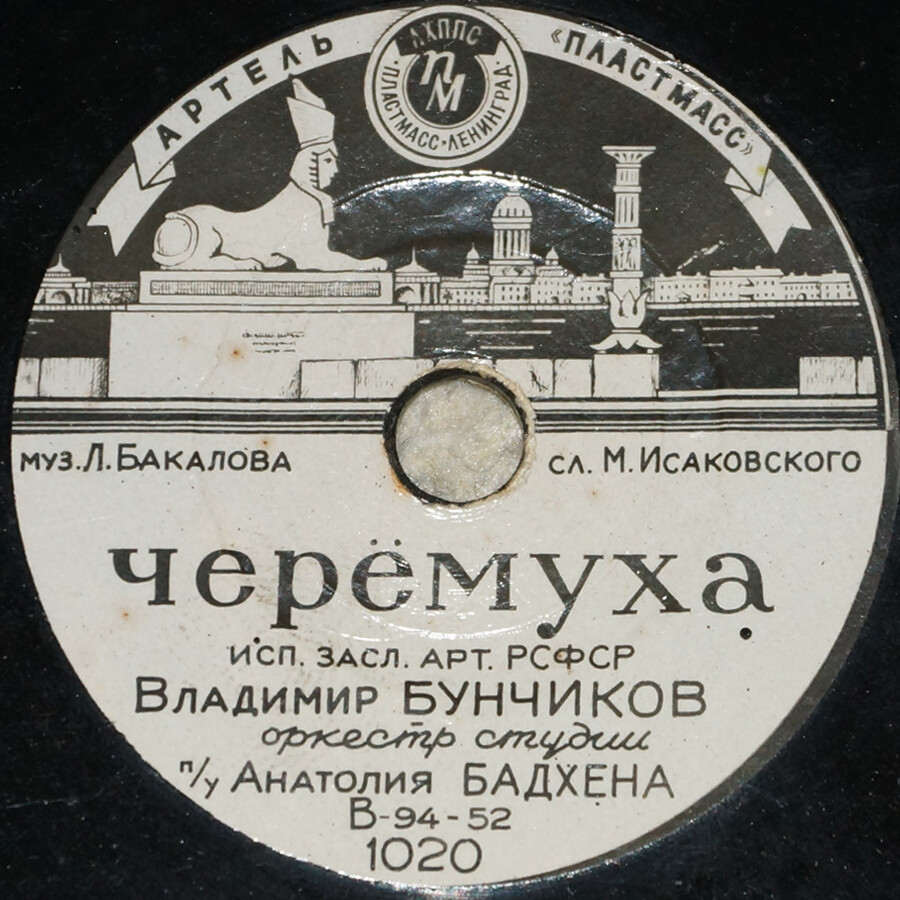 АРТЕЛЬ
ЛХППС
ПМ
·ПЛАСТМАСС·ЛЕНИНГРАД·
«ПЛАСТМАСС»
муз. Л. Бакалова
сл. М. Исаковского
черёмуха
исп. засл. арт. РСФСР
Владимир БУНЧИКОВ
оркестр студии
п/у Анатолия БАДХЕНА
В-94-52
1020